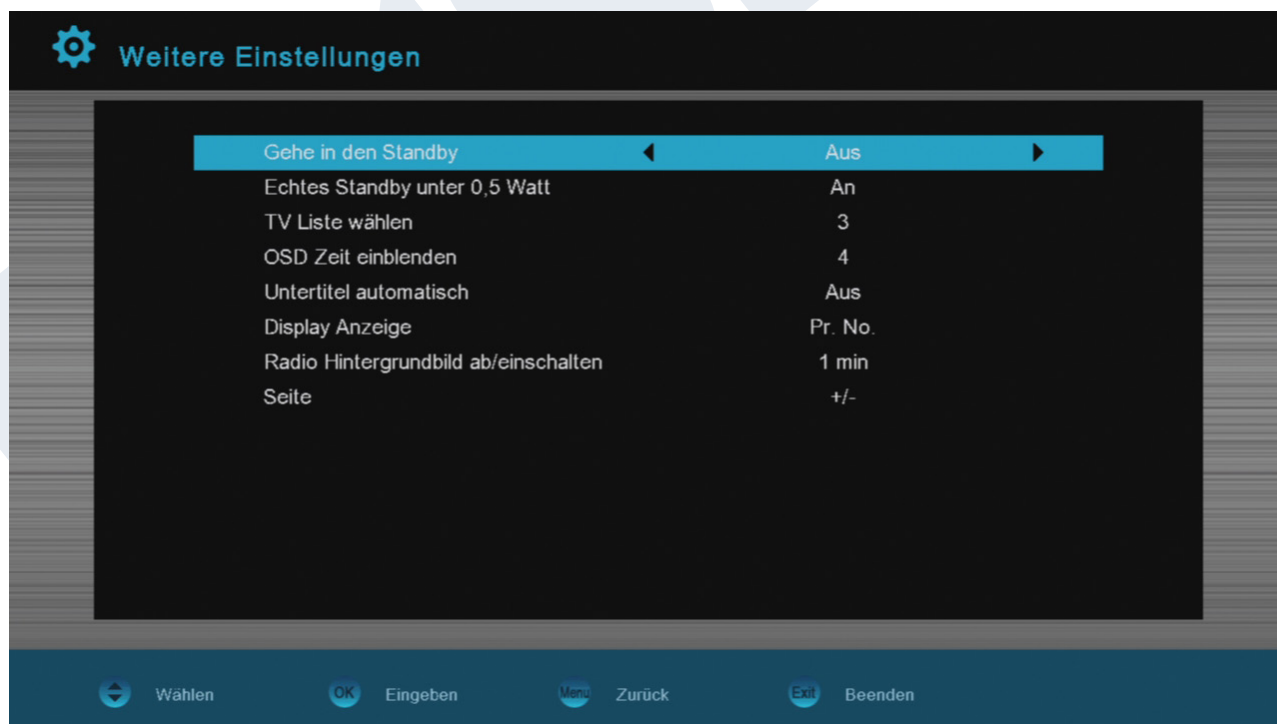 Weitere Einstellungen
Gehe in den Standby Aus
Echtes Standby unter 0,5 Watt An
TV Liste wählen 3
OSD Zeit einblenden 4
Untertitel automatisch Aus
Display Anzeige Pr. No.
Radio Hintergrundbild ab/einschalten 1 min
Seite +/-
Wählen OK Eingeben Menu Zurück Exit Beenden